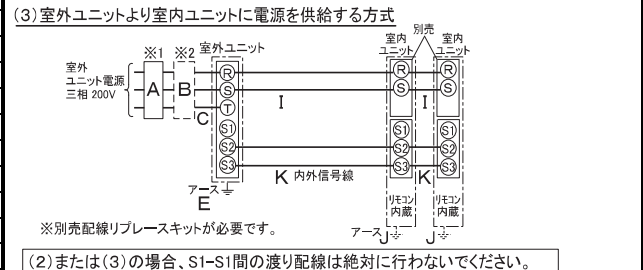 (3)室外ユニットより室内ユニットに電源を供給する方式
別売
※1 ※2 室外ユニット 室内ユニット 室内ユニット
室外
ユニット電源
三相 200V
A B C
R
S
T
S1
S2
S3
I
R
S
S1
S2
S3
I
R
S
S1
S2
S3
K 内外信号線
K
アース
E
リモコン
内蔵
リモコン
内蔵
アース J
J
※別売配線リプレースキットが必要です。
(2)または(3)の場合、S1-S1間の渡り配線は絶対に行わないでください。